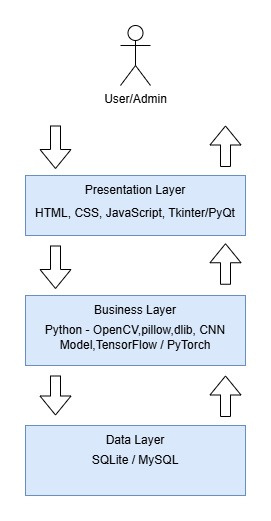 User/Admin
Presentation Layer
HTML, CSS, JavaScript, Tkinter/PyQt
Business Layer
Python - OpenCV,pillow,dlib, CNN
Model,TensorFlow / PyTorch
Data Layer
SQLite / MySQL